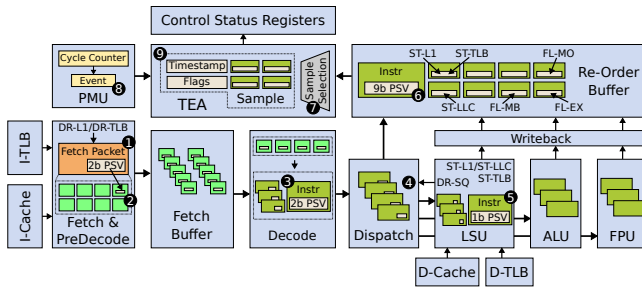 Control Status Registers
Cycle Counter
Event
8
PMU
9
Timestamp
Flags
TEA
Sample
Sample
Selection
7
ST-L1
ST-TLB
FL-MO
Instr
9b PSV
6
ST-LLC
FL-MB
FL-EX
Re-Order
Buffer
Writeback
I-TLB
I-Cache
DR-L1/DR-TLB
1
Fetch Packet
2b PSV
2
Fetch &
PreDecode
Fetch
Buffer
3
Instr
2b PSV
Decode
4
DR-SQ
Dispatch
ST-L1/ST-LLC
ST-TLB
5
Instr
1b PSV
LSU
ALU
FPU
D-Cache
D-TLB